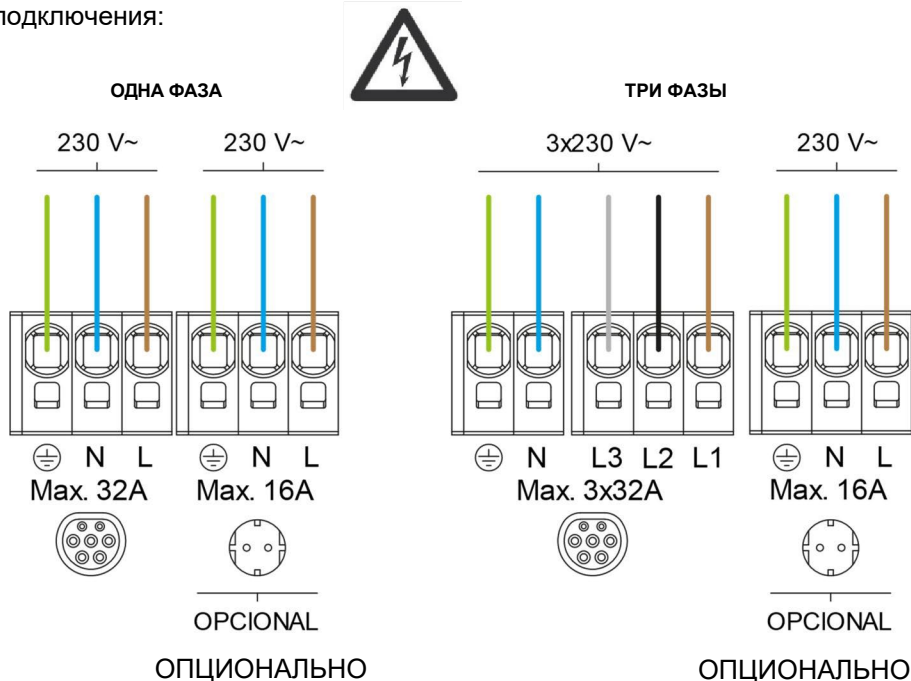 подключения:
ОДНА ФАЗА ТРИ ФАЗЫ
230 V~ 230 V~ 3x230 V~ 230 V~
N L N L N L3 L2 L1 N L
Max. 32A Max. 16A Max. 3x32A Max. 16A
OPCIONAL OPCIONAL
ОПЦИОНАЛЬНО ОПЦИОНАЛЬНО